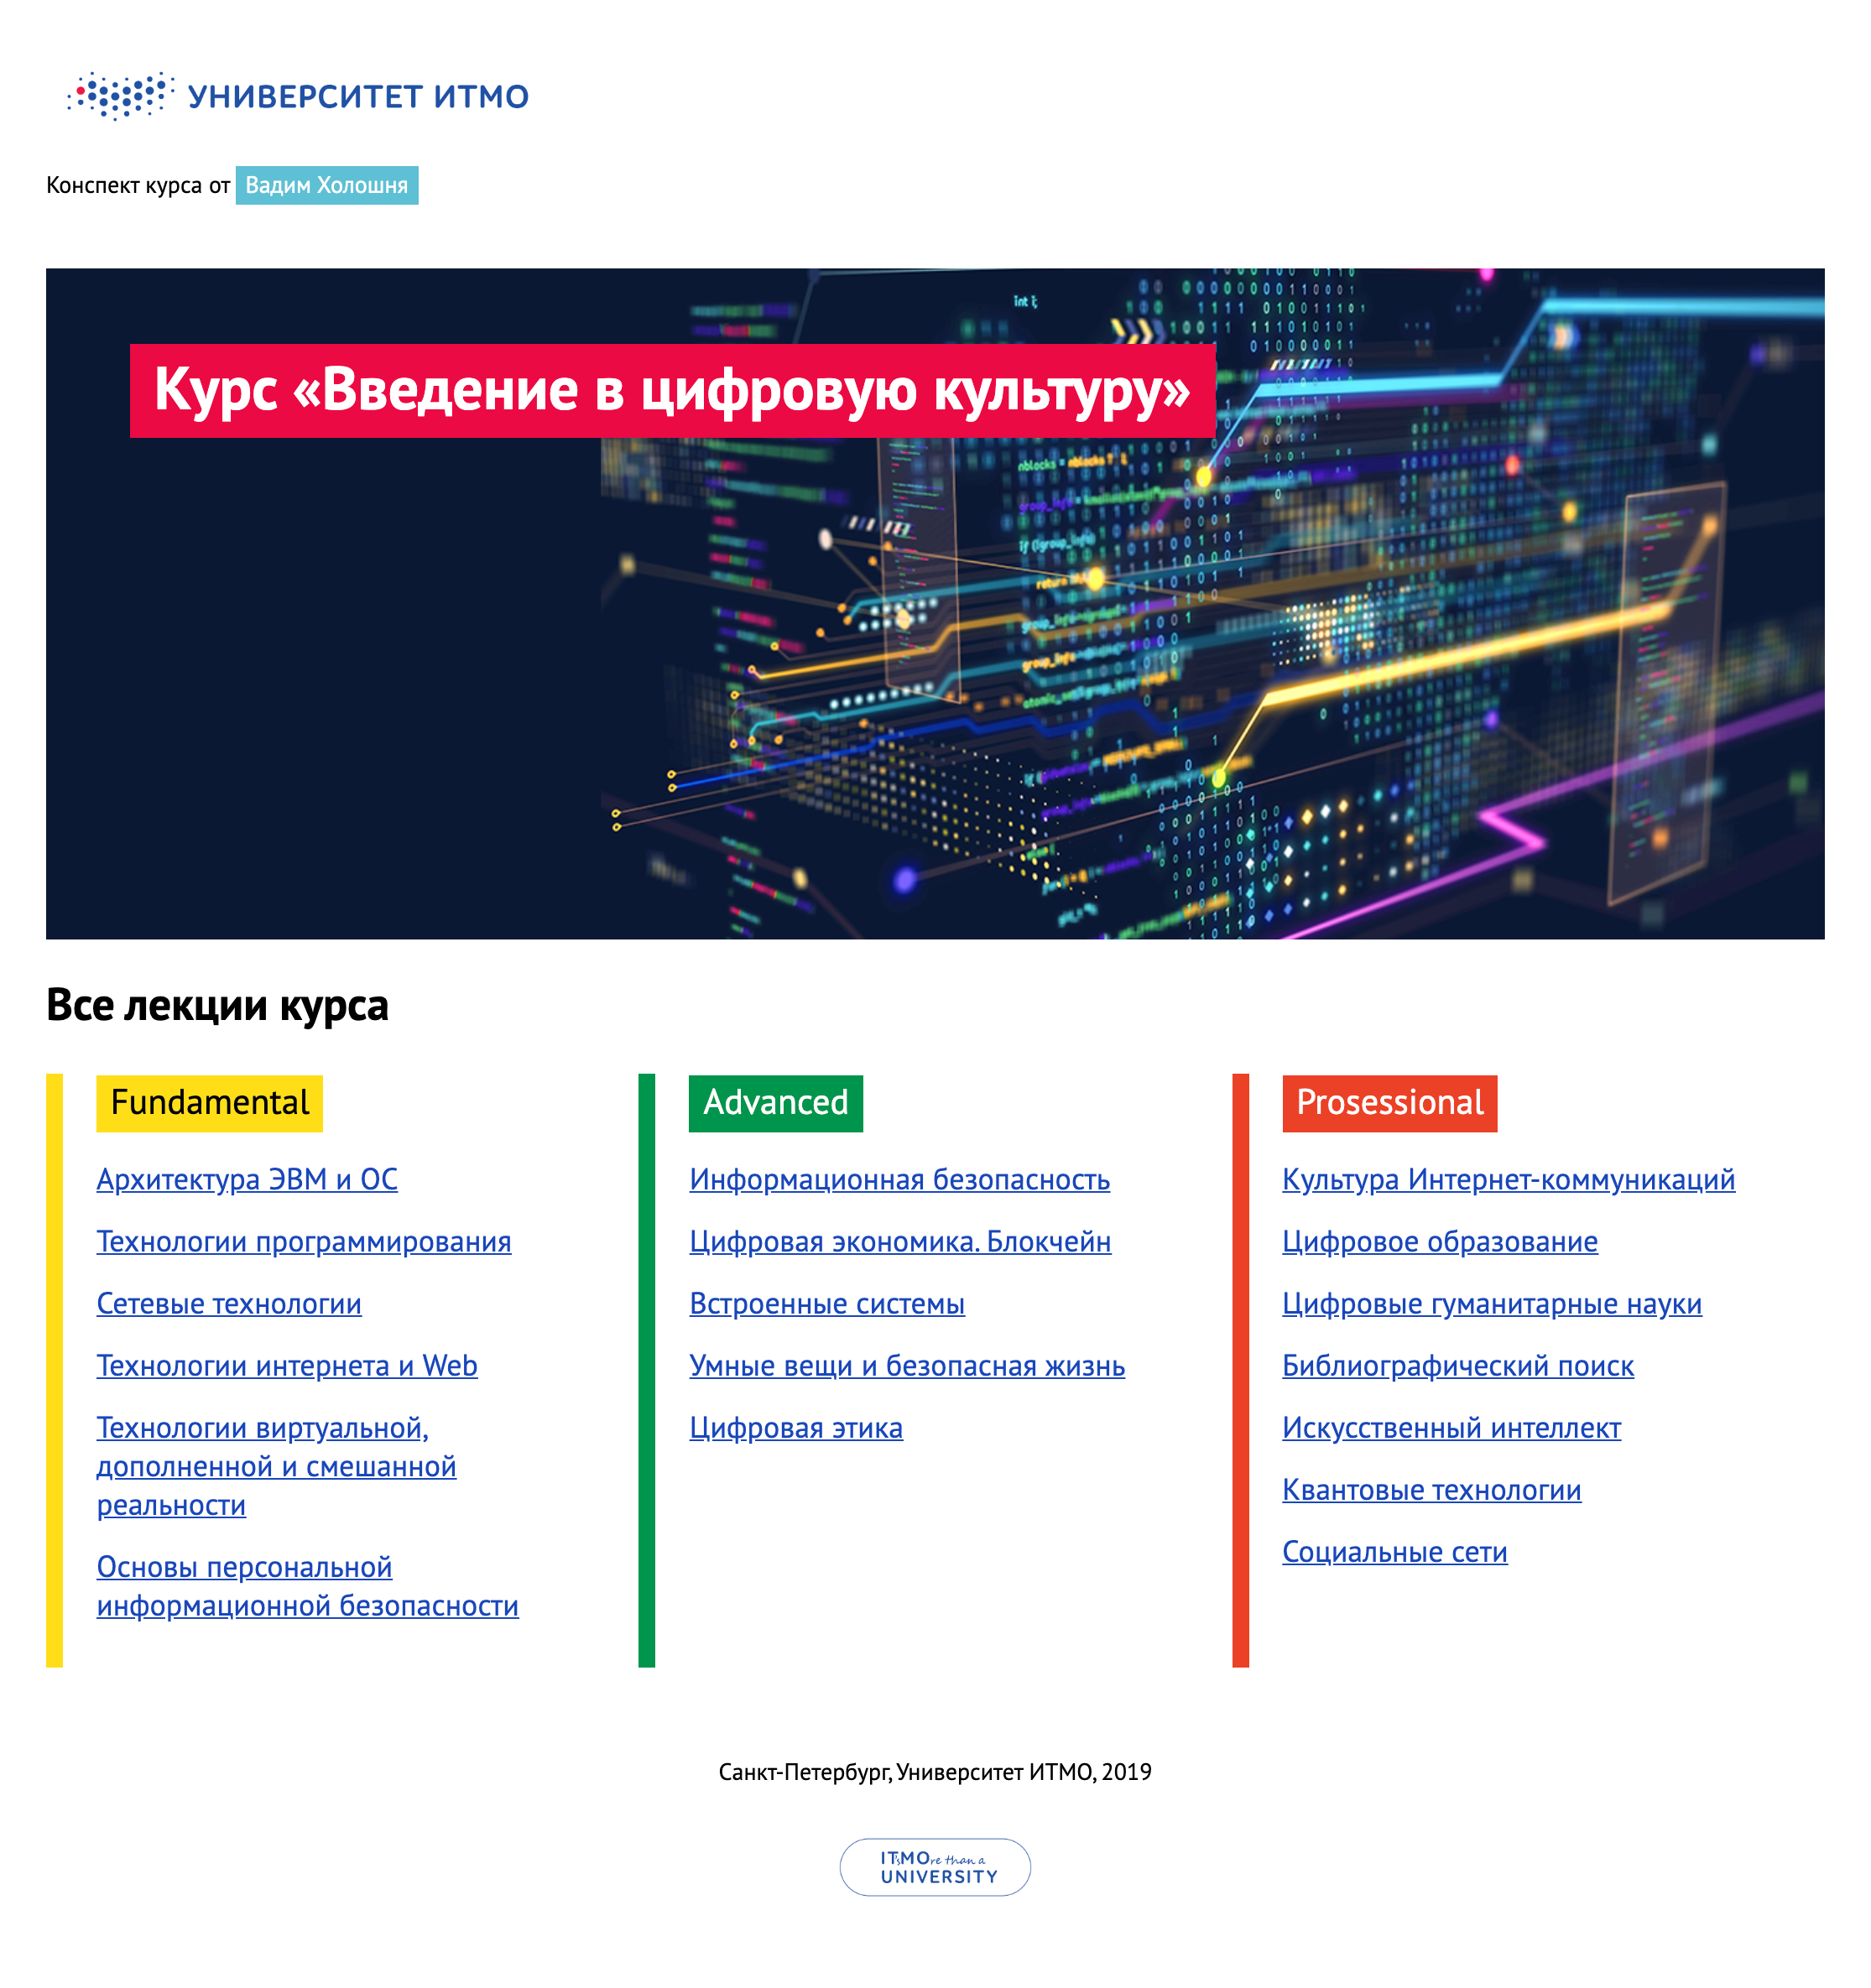 УНИВЕРСИТЕТ ИТМО
Конспект курса от Вадим Холошня
int i;
Курс «Введение в цифровую культуру»
Все лекции курса
Fundamental
Архитектура ЭВМ и ОС
Технологии программирования
Сетевые технологии
Технологии интернета и Web
Технологии виртуальной,
дополненной и смешанной
реальности
Основы персональной
информационной безопасности
Advanced
Информационная безопасность
Цифровая экономика. Блокчейн
Встроенные системы
Умные вещи и безопасная жизнь
Цифровая этика
Prosessional
Культура Интернет-коммуникаций
Цифровое образование
Цифровые гуманитарные науки
Библиографический поиск
Искусственный интеллект
Квантовые технологии
Социальные сети
Санкт-Петербург, Университет ИТМО, 2019
IT'sMOre than a
UNIVERSITY